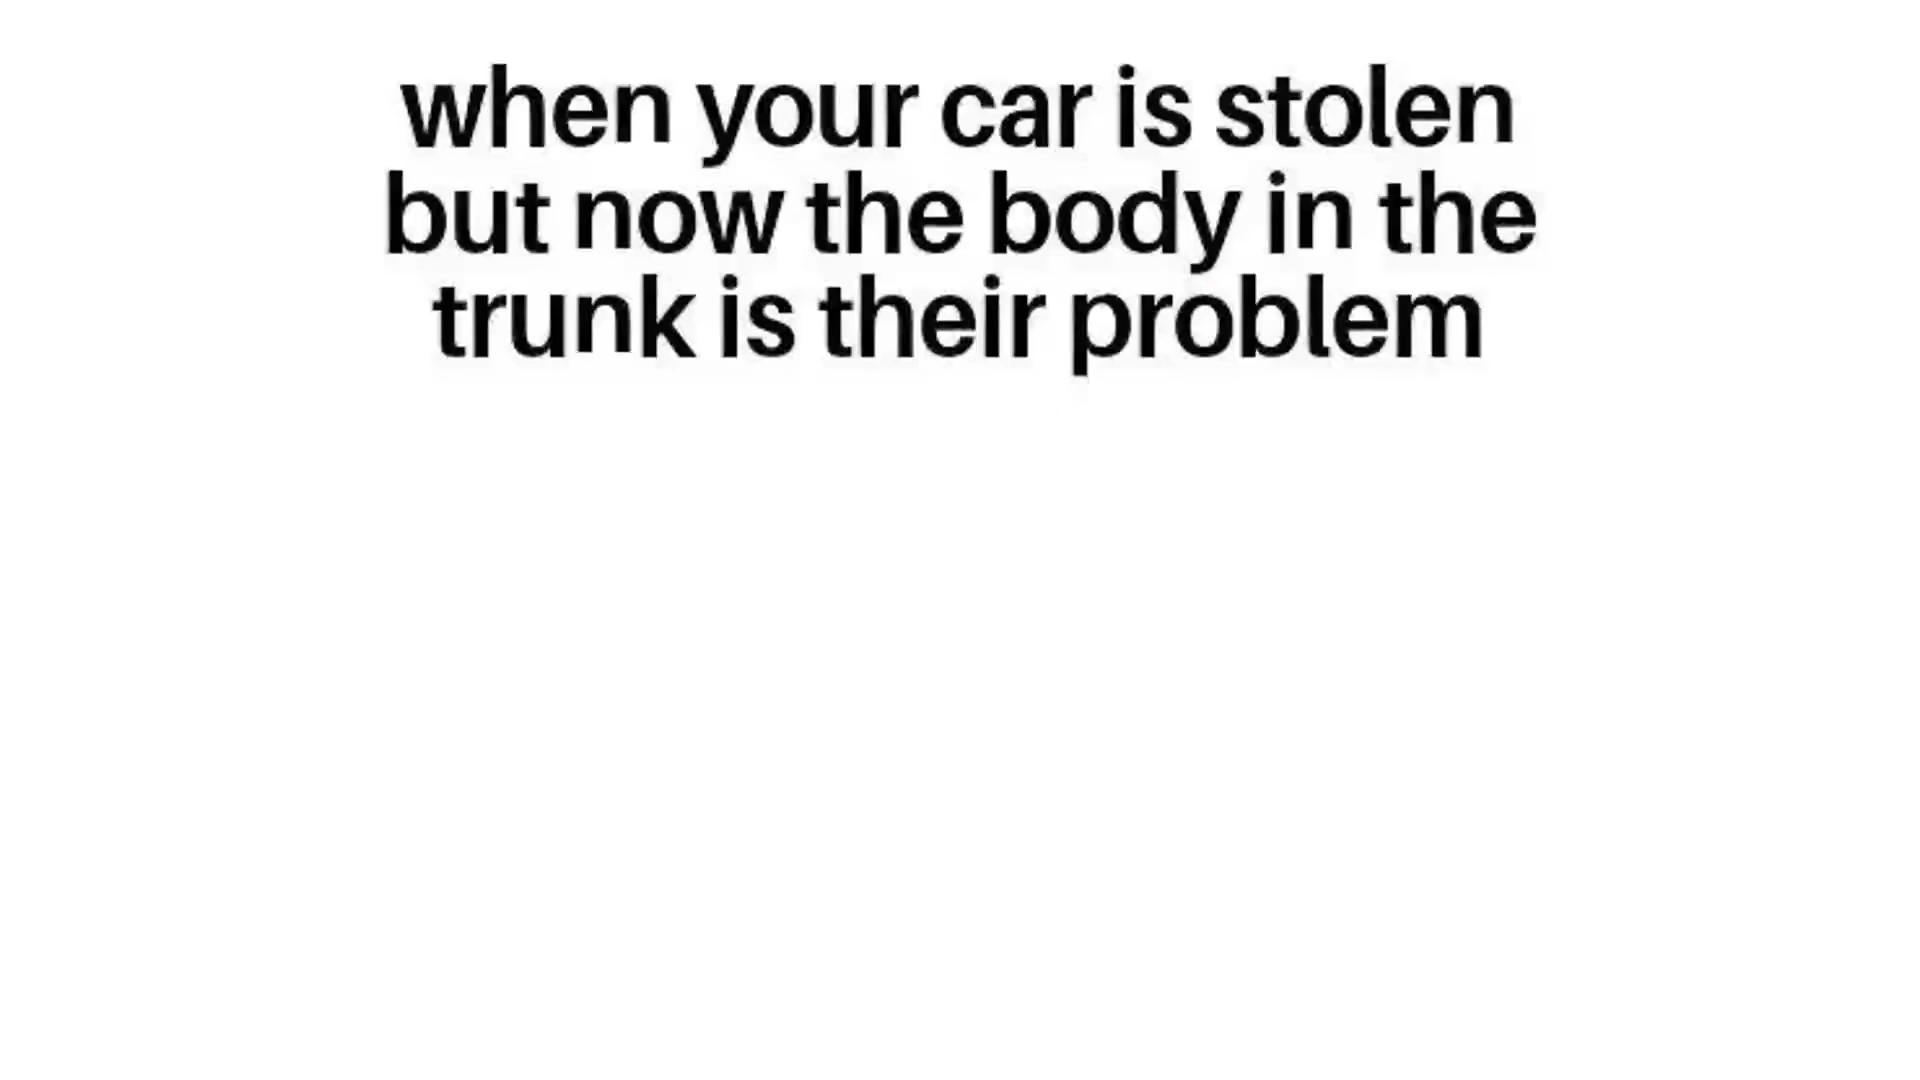 when your car is stolen
but now the body in the
trunk is their problem